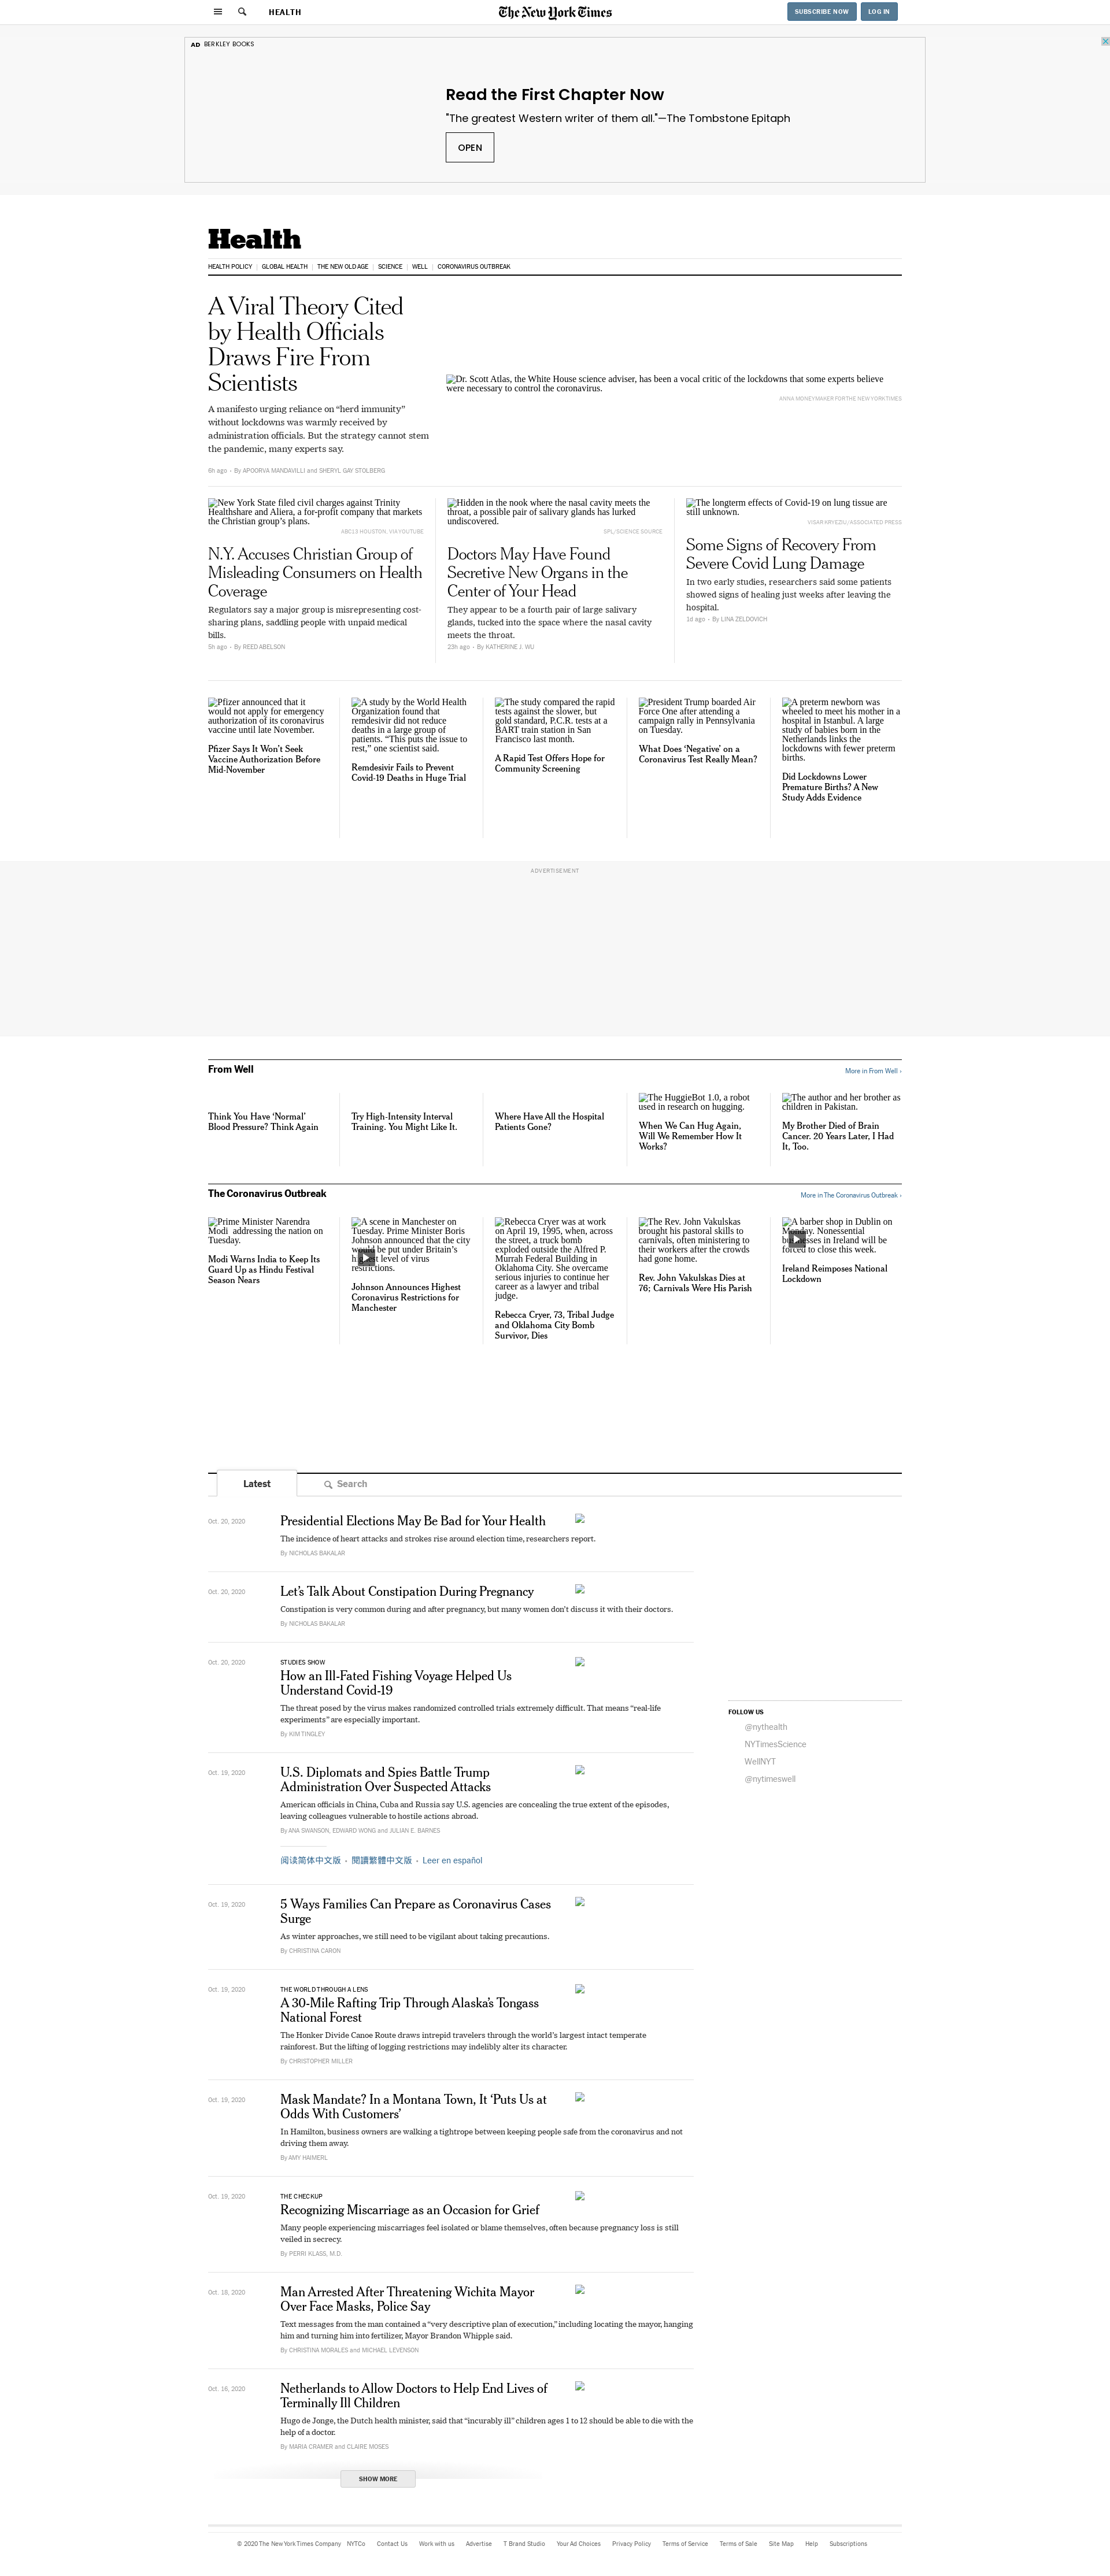 HEALTH
The New York Times
SUBSCRIBE NOW
LOG IN
AD BERKLEY BOOKS
Read the First Chapter Now
"The greatest Western writer of them all."—The Tombstone Epitaph
OPEN
Health
HEALTH POLICY | GLOBAL HEALTH | THE NEW OLD AGE | SCIENCE | WELL | CORONAVIRUS OUTBREAK
A Viral Theory Cited
by Health Officials
Draws Fire From
Scientists
A manifesto urging reliance on “herd immunity”
without lockdowns was warmly received by
administration officials. But the strategy cannot stem
the pandemic, many experts say.
6h ago • By APOORVA MANDAVILLI and SHERYL GAY STOLBERG
Dr. Scott Atlas, the White House science adviser, has been a vocal critic of the lockdowns that some experts believe
were necessary to control the coronavirus.
ANNA MONEYMAKER FOR THE NEW YORK TIMES
New York State filed civil charges against Trinity
Healthshare and Aliera, a for-profit company that markets
the Christian group’s plans.
ABC13 HOUSTON, VIA YOUTUBE
N.Y. Accuses Christian Group of
Misleading Consumers on Health
Coverage
Regulators say a major group is misrepresenting cost-
sharing plans, saddling people with unpaid medical
bills.
5h ago • By REED ABELSON
Hidden in the nook where the nasal cavity meets the
throat, a possible pair of salivary glands has lurked
undiscovered.
SPL/SCIENCE SOURCE
Doctors May Have Found
Secretive New Organs in the
Center of Your Head
They appear to be a fourth pair of large salivary
glands, tucked into the space where the nasal cavity
meets the throat.
23h ago • By KATHERINE J. WU
The longterm effects of Covid-19 on lung tissue are
still unknown.
VISAR KRYEZIU/ASSOCIATED PRESS
Some Signs of Recovery From
Severe Covid Lung Damage
In two early studies, researchers said some patients
showed signs of healing just weeks after leaving the
hospital.
1d ago • By LINA ZELDOVICH
Pfizer announced that it
would not apply for emergency
authorization of its coronavirus
vaccine until late November.
Pfizer Says It Won’t Seek
Vaccine Authorization Before
Mid-November
A study by the World Health
Organization found that
remdesivir did not reduce
deaths in a large group of
patients. “This puts the issue to
rest,” one scientist said.
Remdesivir Fails to Prevent
Covid-19 Deaths in Huge Trial
The study compared the rapid
tests against the slower, but
gold standard, P.C.R. tests at a
BART train station in San
Francisco last month.
A Rapid Test Offers Hope for
Community Screening
President Trump boarded Air
Force One after attending a
campaign rally in Pennsylvania
on Tuesday.
What Does ‘Negative’ on a
Coronavirus Test Really Mean?
A preterm newborn was
wheeled to meet his mother in a
hospital in Istanbul. A large
study of babies born in the
Netherlands links the
lockdowns with fewer preterm
births.
Did Lockdowns Lower
Premature Births? A New
Study Adds Evidence
ADVERTISEMENT
From Well
More in From Well ›
Think You Have ‘Normal’
Blood Pressure? Think Again
Try High-Intensity Interval
Training. You Might Like It.
Where Have All the Hospital
Patients Gone?
The HuggieBot 1.0, a robot
used in research on hugging.
When We Can Hug Again,
Will We Remember How It
Works?
The author and her brother as
children in Pakistan.
My Brother Died of Brain
Cancer. 20 Years Later, I Had
It, Too.
The Coronavirus Outbreak
More in The Coronavirus Outbreak ›
Prime Minister Narendra
Modi addressing the nation on
Tuesday.
Modi Warns India to Keep Its
Guard Up as Hindu Festival
Season Nears
A scene in Manchester on
Tuesday. Prime Minister Boris
Johnson announced that the city
be put under Britain’s
level of virus
restrictions.
Johnson Announces Highest
Coronavirus Restrictions for
Manchester
Rebecca Cryer was at work
on April 19, 1995, when, across
the street, a truck bomb
exploded outside the Alfred P.
Murrah Federal Building in
Oklahoma City. She overcame
serious injuries to continue her
career as a lawyer and tribal
judge.
Rebecca Cryer, 73, Tribal Judge
and Oklahoma City Bomb
Survivor, Dies
The Rev. John Vakulskas
brought his pastoral skills to
carnivals, often ministering to
their workers after the crowds
had gone home.
Rev. John Vakulskas Dies at
76; Carnivals Were His Parish
A barber shop in Dublin on
Nonessential
in Ireland will be
forced to close this week.
Ireland Reimposes National
Lockdown
Latest
Search
Oct. 20, 2020
Presidential Elections May Be Bad for Your Health
The incidence of heart attacks and strokes rise around election time, researchers report.
By NICHOLAS BAKALAR
Oct. 20, 2020
Let’s Talk About Constipation During Pregnancy
Constipation is very common during and after pregnancy, but many women don’t discuss it with their doctors.
By NICHOLAS BAKALAR
Oct. 20, 2020
STUDIES SHOW
How an Ill-Fated Fishing Voyage Helped Us
Understand Covid-19
The threat posed by the virus makes randomized controlled trials extremely difficult. That means “real-life
experiments” are especially important.
By KIM TINGLEY
FOLLOW US
@nythealth
NYTimesScience
WellNYT
@nytimeswell
Oct. 19, 2020
U.S. Diplomats and Spies Battle Trump
Administration Over Suspected Attacks
American officials in China, Cuba and Russia say U.S. agencies are concealing the true extent of the episodes,
leaving colleagues vulnerable to hostile actions abroad.
By ANA SWANSON, EDWARD WONG and JULIAN E. BARNES
阅读简体中文版 • 閱讀繁體中文版 • Leer en español
Oct. 19, 2020
5 Ways Families Can Prepare as Coronavirus Cases
Surge
As winter approaches, we still need to be vigilant about taking precautions.
By CHRISTINA CARON
Oct. 19, 2020
THE WORLD THROUGH A LENS
A 30-Mile Rafting Trip Through Alaska’s Tongass
National Forest
The Honker Divide Canoe Route draws intrepid travelers through the world’s largest intact temperate
rainforest. But the lifting of logging restrictions may indelibly alter its character.
By CHRISTOPHER MILLER
Oct. 19, 2020
Mask Mandate? In a Montana Town, It ‘Puts Us at
Odds With Customers’
In Hamilton, business owners are walking a tightrope between keeping people safe from the coronavirus and not
driving them away.
By AMY HAIMERL
Oct. 19, 2020
THE CHECKUP
Recognizing Miscarriage as an Occasion for Grief
Many people experiencing miscarriages feel isolated or blame themselves, often because pregnancy loss is still
veiled in secrecy.
By PERRI KLASS, M.D.
Oct. 18, 2020
Man Arrested After Threatening Wichita Mayor
Over Face Masks, Police Say
Text messages from the man contained a “very descriptive plan of execution,” including locating the mayor, hanging
him and turning him into fertilizer, Mayor Brandon Whipple said.
By CHRISTINA MORALES and MICHAEL LEVENSON
Oct. 16, 2020
Netherlands to Allow Doctors to Help End Lives of
Terminally Ill Children
Hugo de Jonge, the Dutch health minister, said that “incurably ill” children ages 1 to 12 should be able to die with the
help of a doctor.
By MARIA CRAMER and CLAIRE MOSES
SHOW MORE
© 2020 The New York Times Company NYTCo Contact Us Work with us Advertise T Brand Studio Your Ad Choices Privacy Policy Terms of Service Terms of Sale Site Map Help Subscriptions